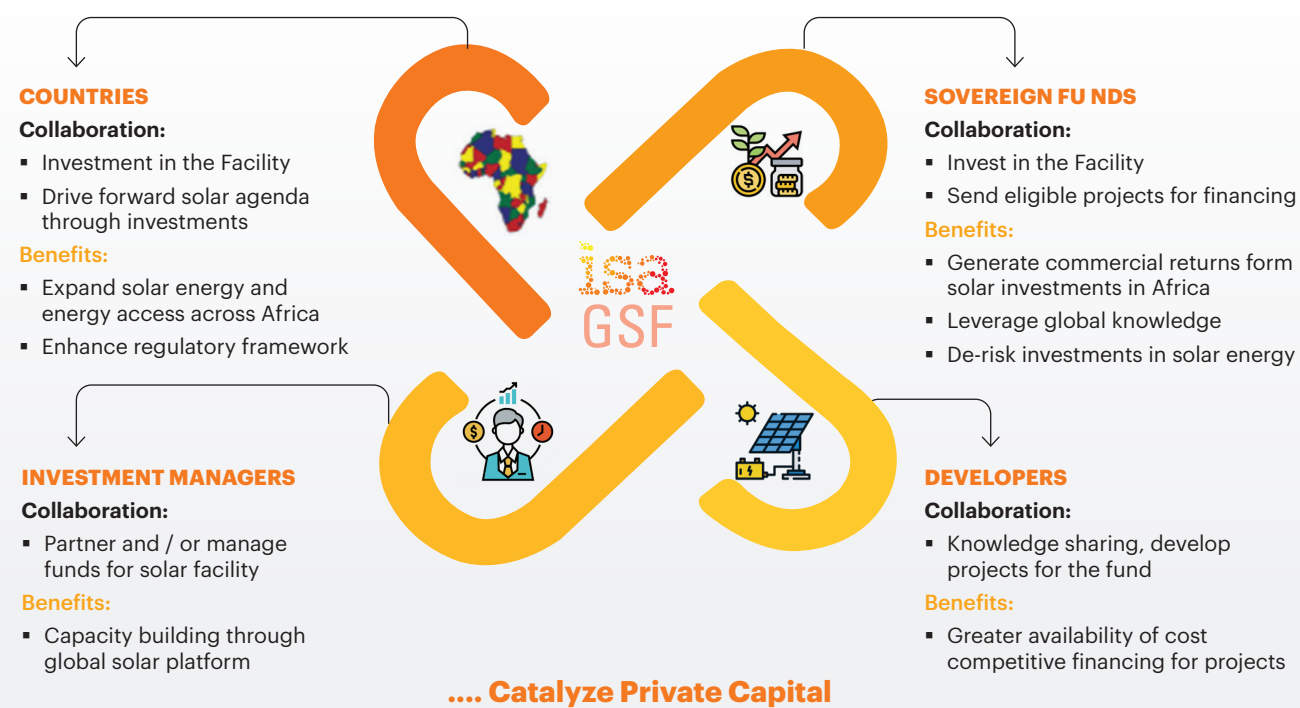 COUNTRIES
Collaboration:
▪ Investment in the Facility
▪ Drive forward solar agenda
through investments
Benefits:
▪ Expand solar energy and
energy access across Africa
▪ Enhance regulatory framework
SOVEREIGN FU NDS
Collaboration:
▪ Invest in the Facility
▪ Send eligible projects for financing
Benefits:
▪ Generate commercial returns form
solar investments in Africa
▪ Leverage global knowledge
▪ De-risk investments in solar energy
isa
GSF
INVESTMENT MANAGERS
Collaboration:
▪ Partner and / or manage
funds for solar facility
Benefits:
▪ Capacity building through
global solar platform
DEVELOPERS
Collaboration:
▪ Knowledge sharing, develop
projects for the fund
Benefits:
▪ Greater availability of cost
competitive financing for projects
.... Catalyze Private Capital